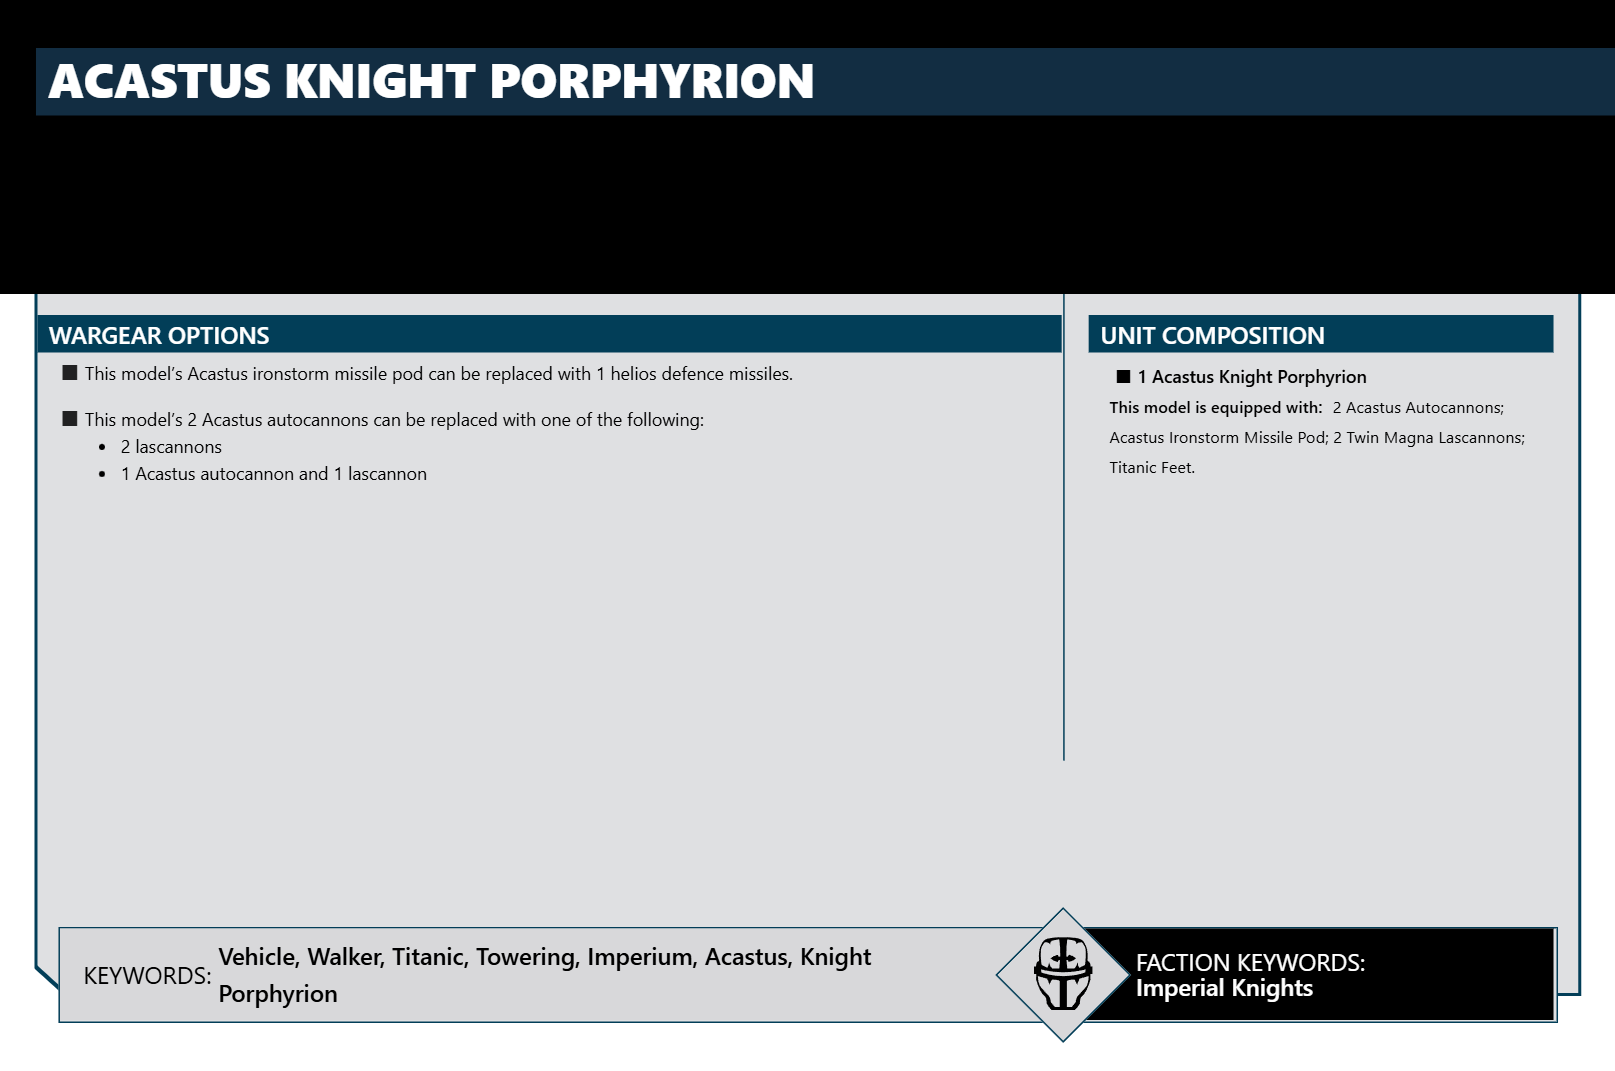 ACASTUS KNIGHT PORPHYRION
WARGEAR OPTIONS
This model's Acastus ironstorm missile pod can be replaced with 1 helios defence missiles.
This model's 2 Acastus autocannons can be replaced with one of the following:
2 lascannons
1 Acastus autocannon and 1 lascannon
UNIT COMPOSITION
1 Acastus Knight Porphyrion
This model is equipped with: 2 Acastus Autocannons;
Acastus Ironstorm Missile Pod; 2 Twin Magna Lascannons;
Titanic Feet.
KEYWORDS: Vehicle, Walker, Titanic, Towering, Imperium, Acastus, Knight
Porphyrion
FACTION KEYWORDS:
Imperial Knights